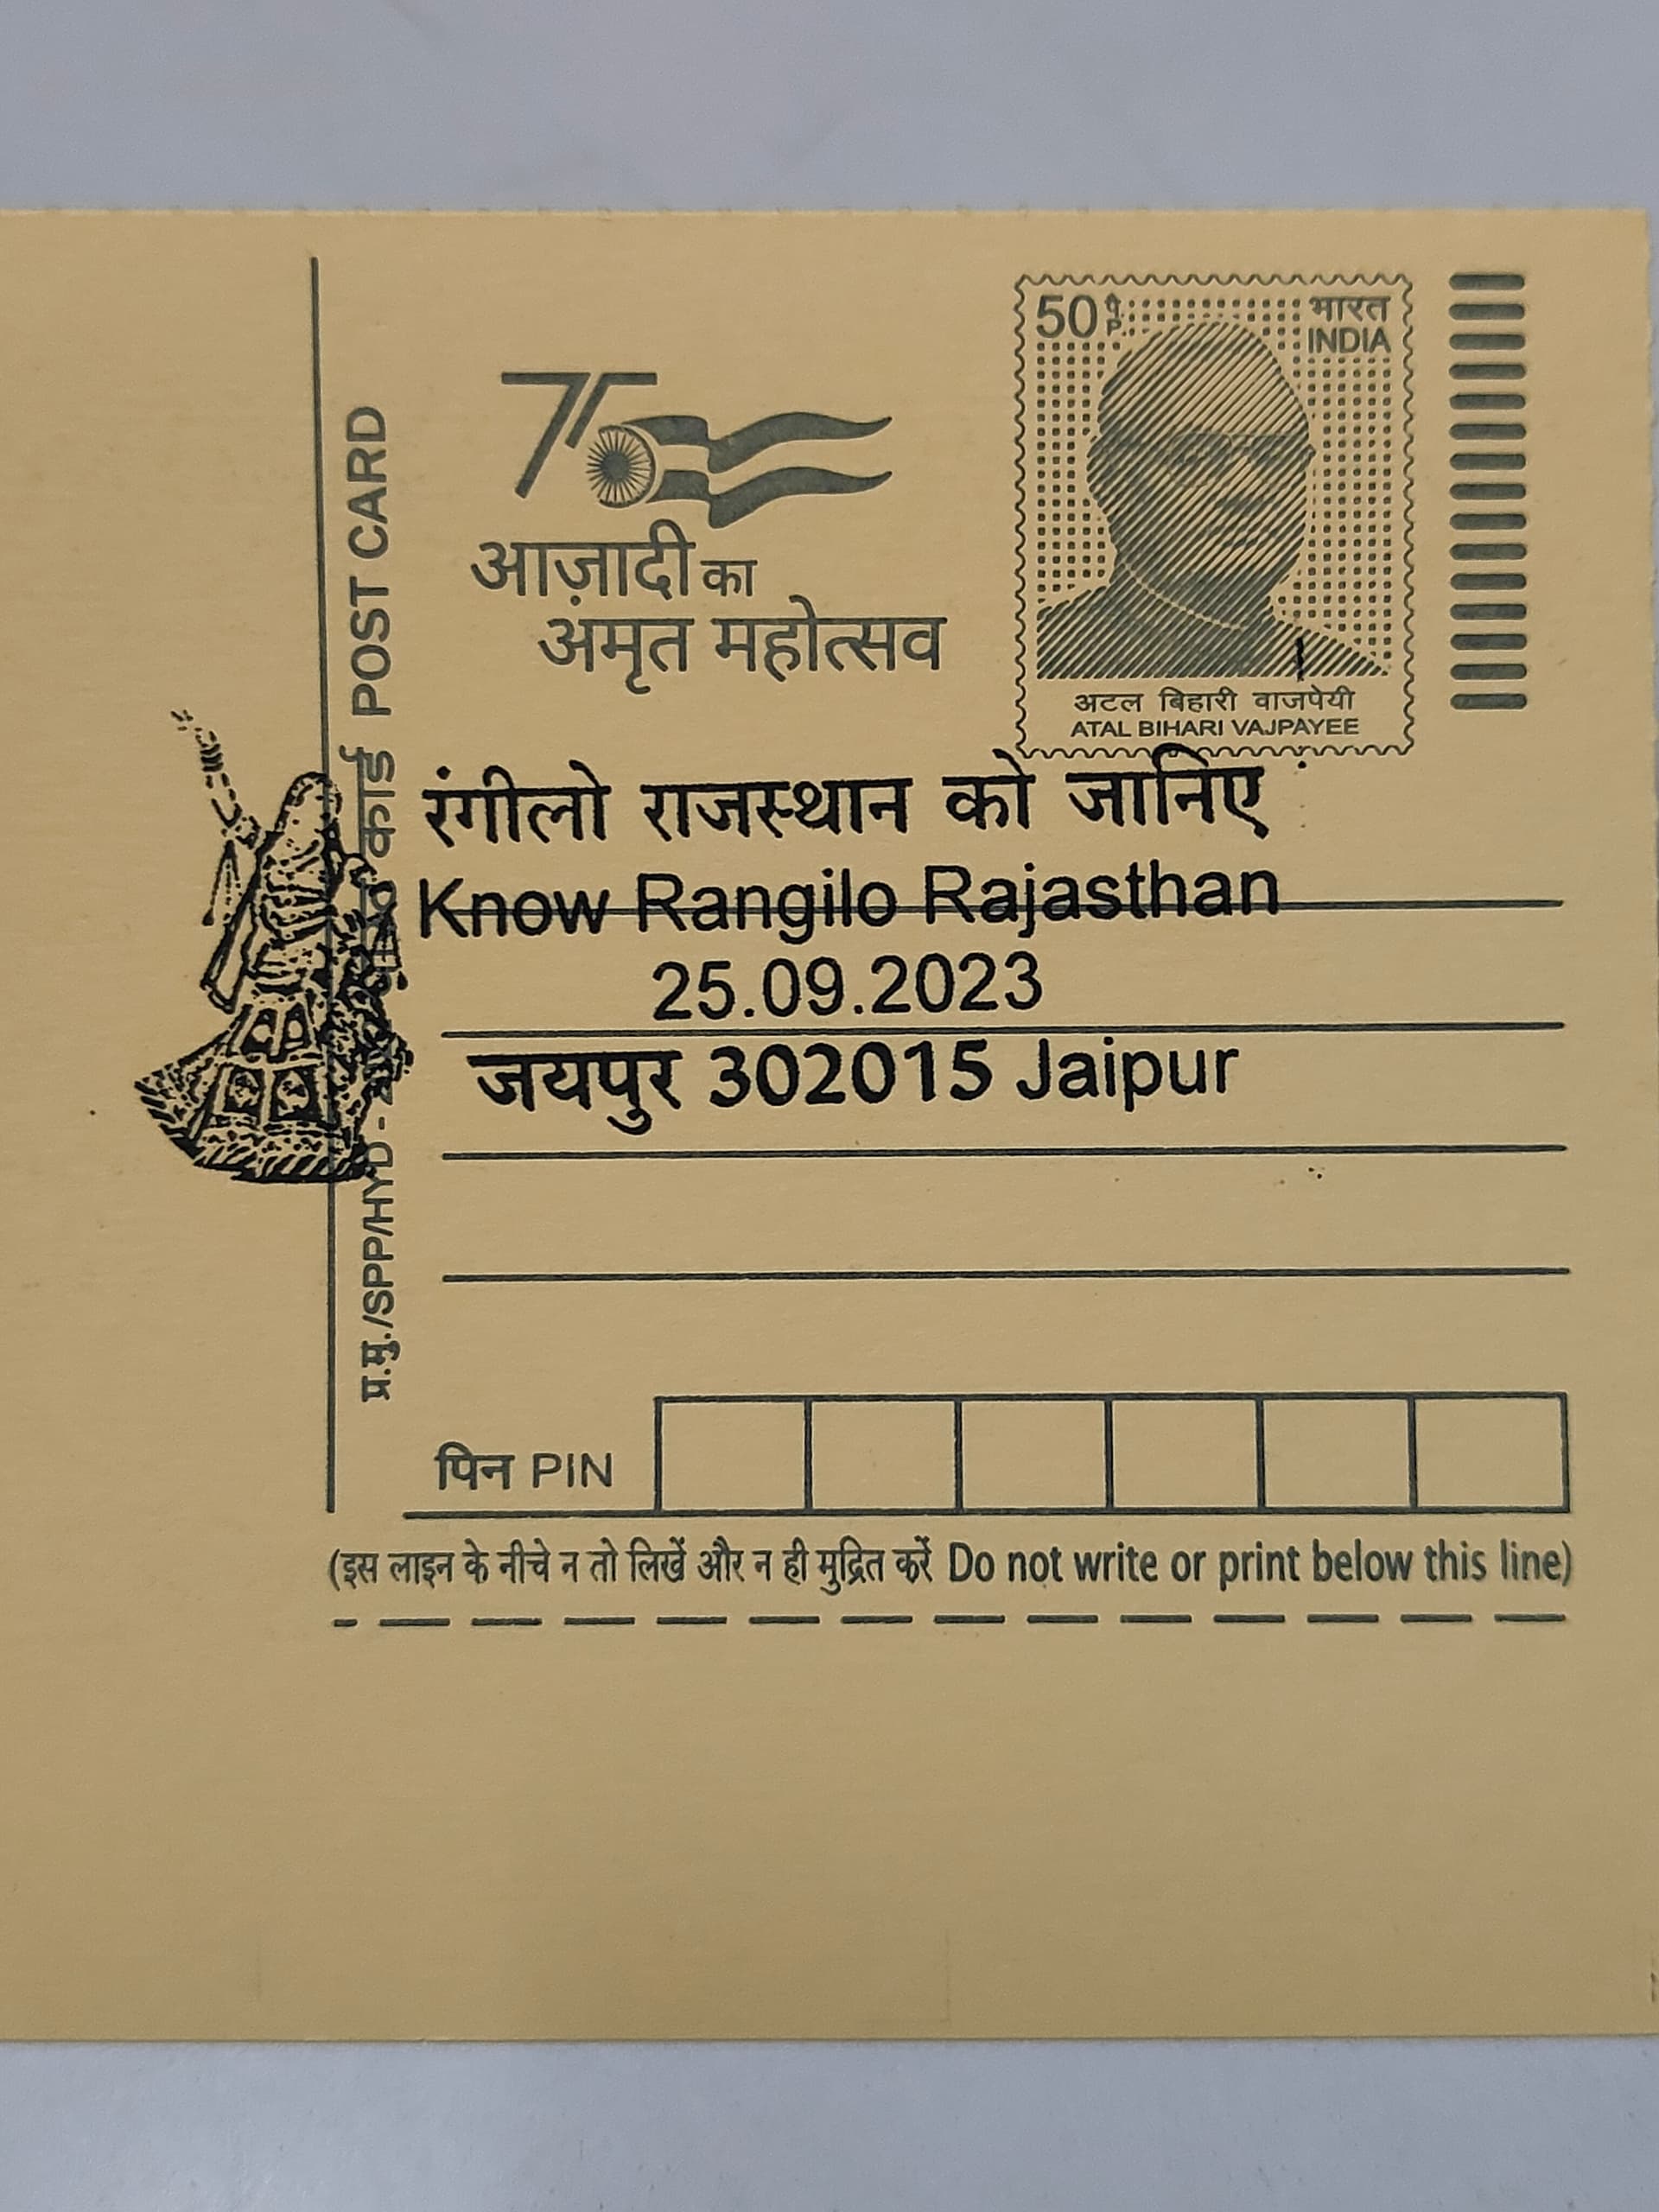 50 पै P.
भारत
INDIA
75
आज़ादी का
अमृत महोत्सव
अटल बिहारी वाजपेयी
ATAL BIHARI VAJPAYEE
कार्ड POST CARD
प्र.मु./SPP/HYD -
रंगीलो राजस्थान को जानिए
Know Rangilo Rajasthan
25.09.2023
जयपुर 302015 Jaipur
पिन PIN
(इस लाइन के नीचे न तो लिखें और न ही मुद्रित करें Do not write or print below this line)